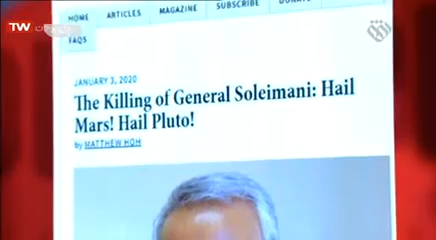 TW
HOME
ARTICLES
MAGAZINE
SUBSCRIBE
FAQS
JANUARY 3, 2020
The Killing of General Soleimani: Hail
Mars! Hail Pluto!
by MATTHEW HOH